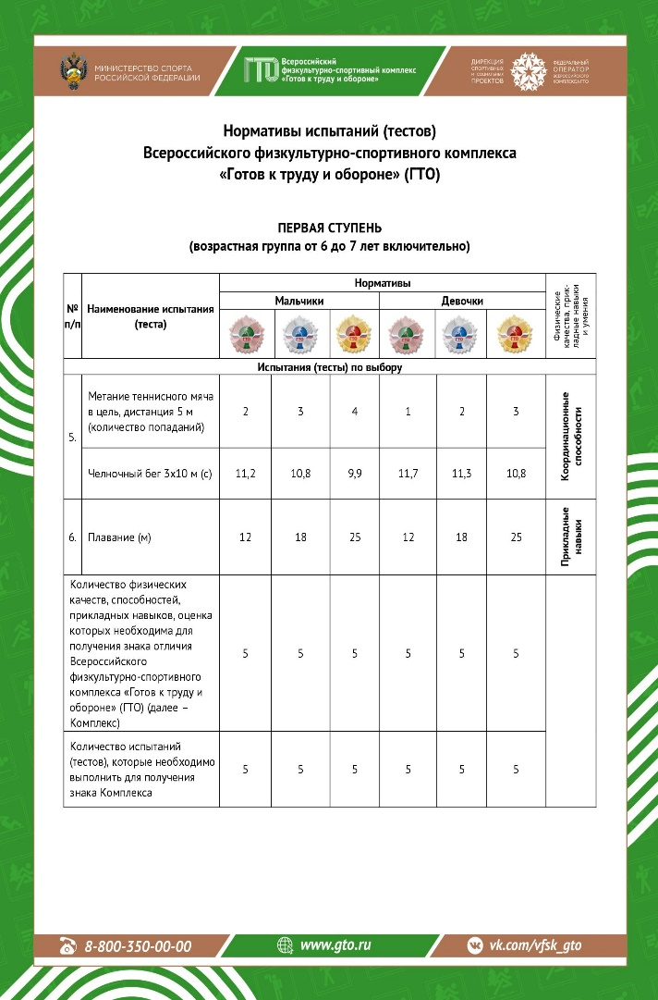 МИНИСТЕРСТВО СПОРТА
РОССИЙСКОЙ ФЕДЕРАЦИИ
ГТО
Всероссийский
физкультурно-спортивный комплекс
«Готов к труду и обороне»
ДИРЕКЦИЯ
СПОРТИВНЫХ
И СОЦИАЛЬНЫХ
ПРОЕКТОВ
ФЕДЕРАЛЬНЫЙ
ОПЕРАТОР
ВСЕРОССИЙСКОГО
КОМПЛЕКСА ГТО
Нормативы испытаний (тестов)
Всероссийского физкультурно-спортивного комплекса
«Готов к труду и обороне» (ГТО)
ПЕРВАЯ СТУПЕНЬ
(возрастная группа от 6 до 7 лет включительно)
№
п/п
Наименование испытания
(теста)
Нормативы
Мальчики
Девочки
Физические
качества, прик-
ладные навыки
и умения
Испытания (тесты) по выбору
5.
Метание теннисного мяча
в цель, дистанция 5 м
(количество попаданий)
2 3 4 1 2 3
Координационные
способности
Челночный бег 3х10 м (с) 11,2 10,8 9,9 11,7 11,3 10,8
6. Плавание (м) 12 18 25 12 18 25
Прикладные
навыки
Количество физических
качеств, способностей,
прикладных навыков, оценка
которых необходима для
получения знака отличия
Всероссийского
физкультурно-спортивного
комплекса «Готов к труду и
обороне» (ГТО) (далее –
Комплекс)
5 5 5 5 5 5
Количество испытаний
(тестов), которые необходимо
выполнить для получения
знака Комплекса
5 5 5 5 5 5
8-800-350-00-00
www.gto.ru
vk.com/vfsk_gto